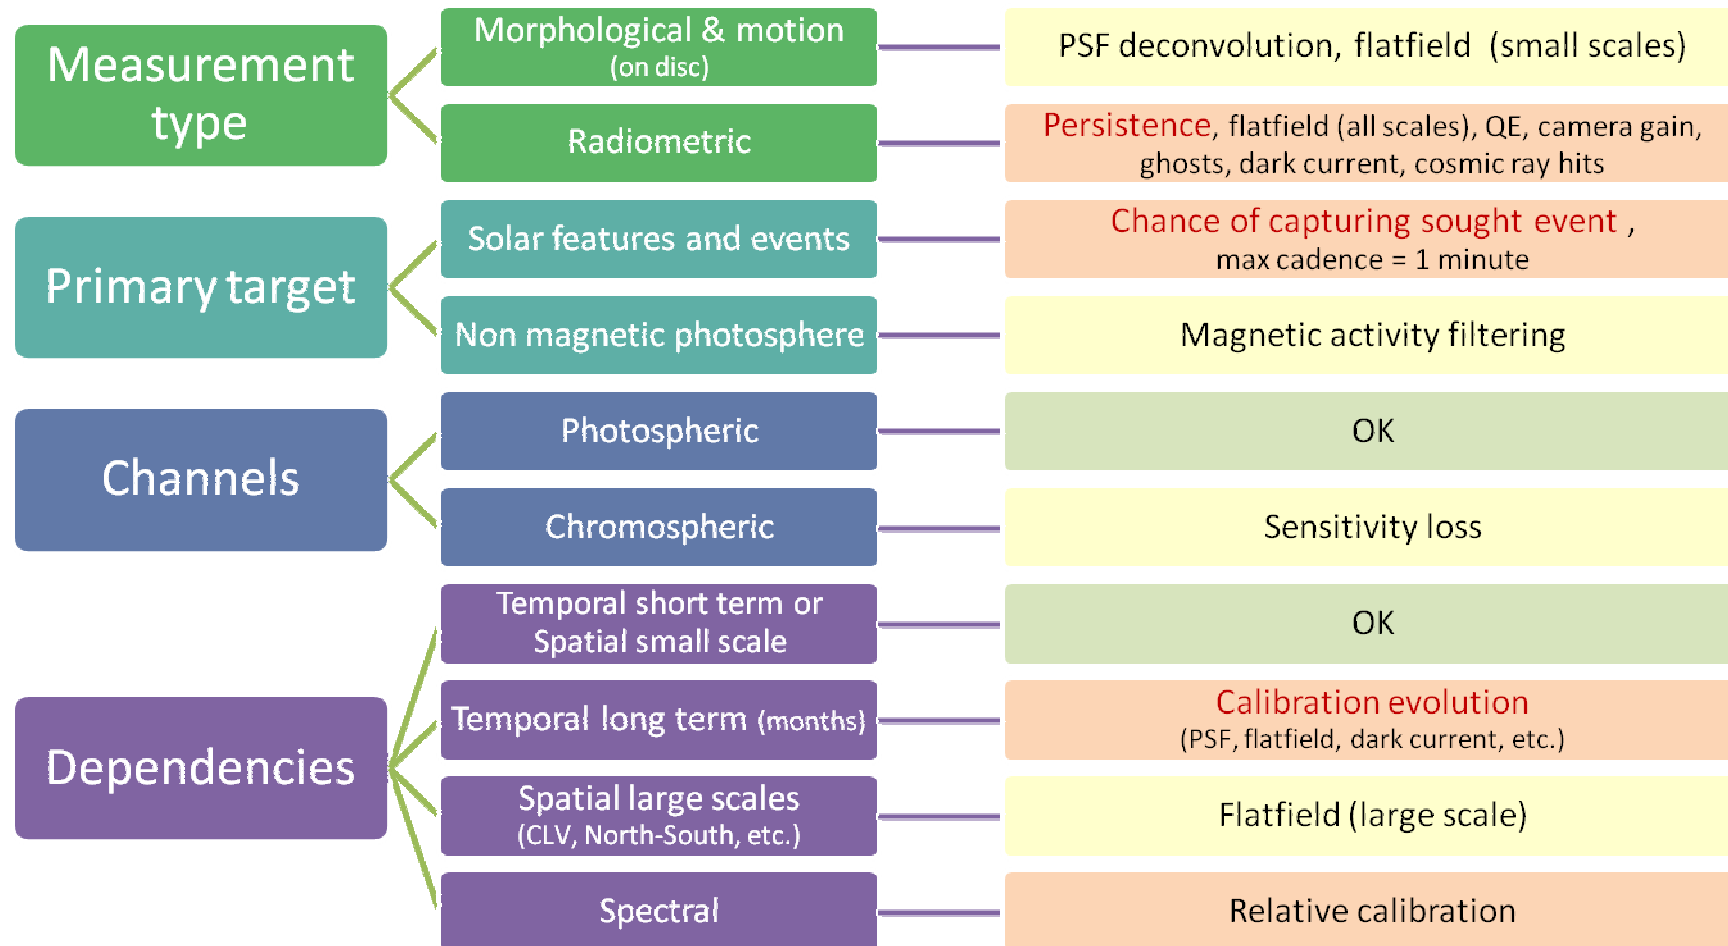 Measurement
type
Morphological & motion
(on disc)
PSF deconvolution, flatfield (small scales)
Radiometric
Persistence, flatfield (all scales), QE, camera gain,
ghosts, dark current, cosmic ray hits
Primary target
Solar features and events
Chance of capturing sought event ,
max cadence = 1 minute
Non magnetic photosphere
Magnetic activity filtering
Channels
Photospheric
OK
Chromospheric
Sensitivity loss
Dependencies
Temporal short term or
Spatial small scale
OK
Temporal long term (months)
Calibration evolution
(PSF, flatfield, dark current, etc.)
Spatial large scales
(CLV, North-South, etc.)
Flatfield (large scale)
Spectral
Relative calibration